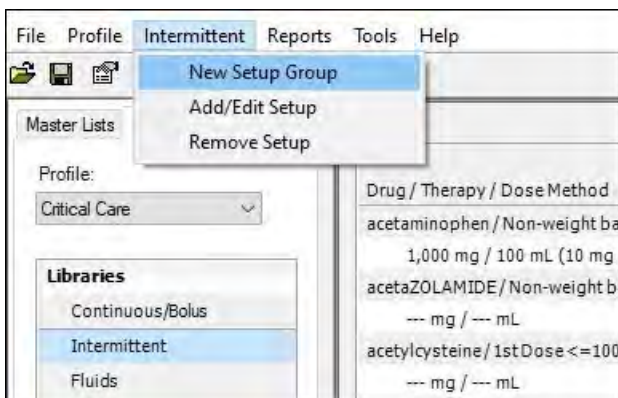 File Profile Intermittent Reports Tools Help
New Setup Group
Add/Edit Setup
Remove Setup
Master Lists
Profile:
Critical Care
Libraries
Continuous/Bolus
Intermittent
Fluids
Drug / Therapy / Dose Method
acetaminophen / Non-weight ba
1,000 mg / 100 mL (10 mg
acetaZOLAMIDE / Non-weight b
--- mg / --- mL
acetylcysteine / 1st Dose <=100
--- mg / --- mL